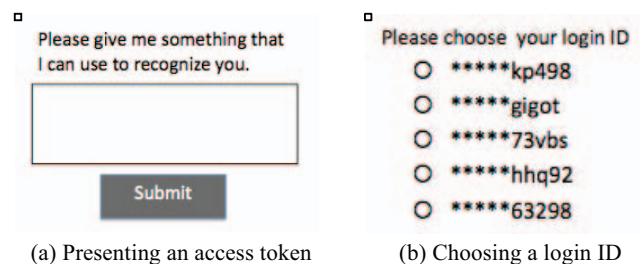 Please give me something that
I can use to recognize you.
Submit
(a) Presenting an access token
Please choose your login ID
*****kp498
*****gigot
*****73vbs
*****hhq92
*****63298
(b) Choosing a login ID